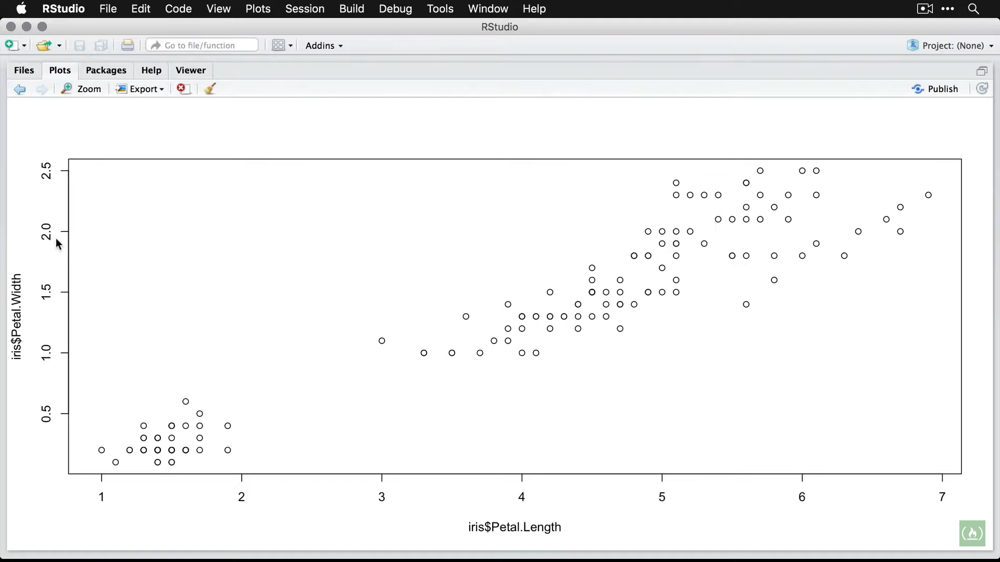 RStudio File Edit Code View Plots Session Build Debug Tools Window Help
RStudio
Go to file/function Addins Project: (None)
Files Plots Packages Help Viewer
Zoom Export Publish
2.5
2.0
1.5
1.0
0.5
iris$Petal.Width
1 2 3 4 5 6 7
iris$Petal.Length